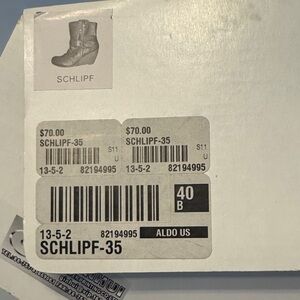 SCHLIPF
$70.00
SCHLIPF-35
S11
U
13-5-2 82194995
$70.00
SCHLIPF-35
S11
U
13-5-2 82194995
40
B
13-5-2 82194995 ALDO US
SCHLIPF-35